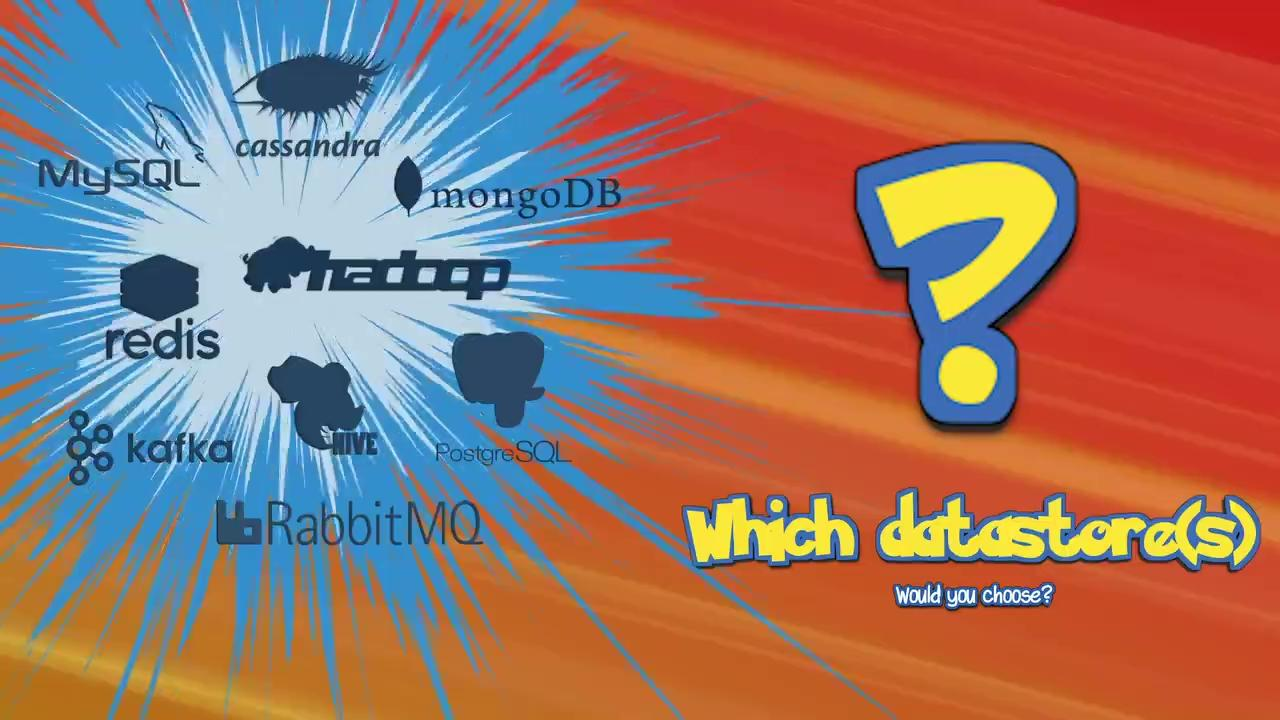 cassandra
MySQL
mongoDB
hadoop
redis
kafka
HIVE
PostgreSQL
RabbitMQ
?
Which datastore(s)
Would you choose?